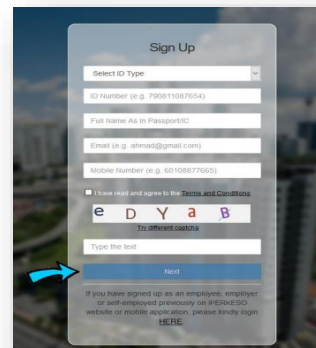 Sign Up
Select ID Type
ID Number (e.g. 790811087654)
Full Name As In Passport/IC
Email (e.g. ahmad@gmail.com)
Mobile Number (e.g. 60108877665)
I have read and agree to the Terms and Conditions
e D Y a B
Try different captcha
Type the text
Next
If you have signed up as an employee, employer
or self-employed previously on IPERKESO
website or mobile application, please kindly login
HERE.